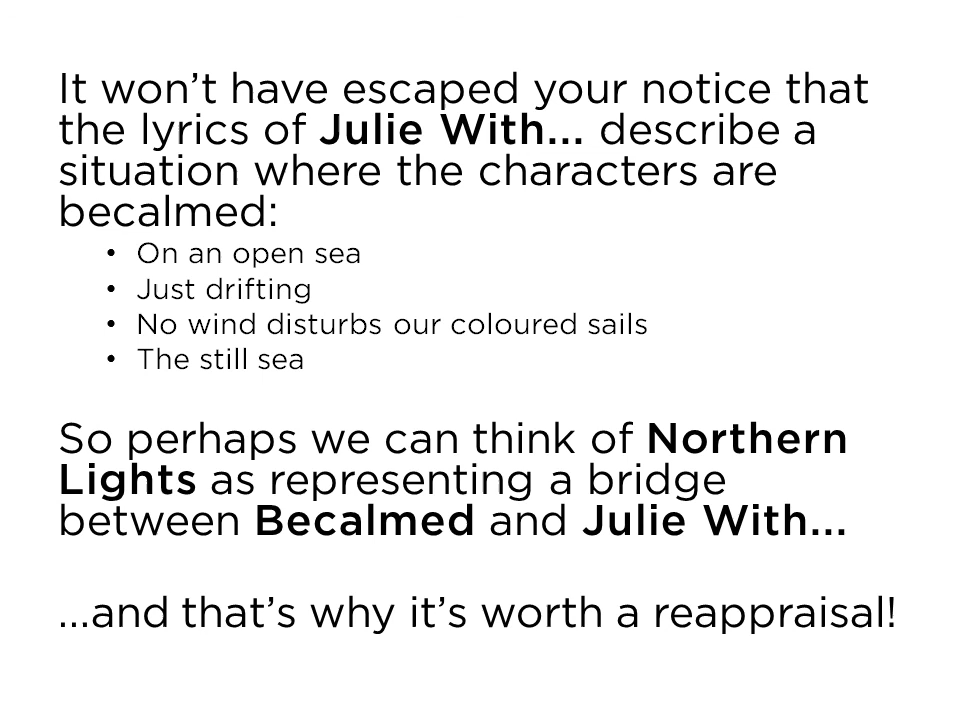 It won’t have escaped your notice that
the lyrics of Julie With... describe a
situation where the characters are
becalmed:
• On an open sea
• Just drifting
• No wind disturbs our coloured sails
• The still sea
So perhaps we can think of Northern
Lights as representing a bridge
between Becalmed and Julie With...
...and that’s why it’s worth a reappraisal!